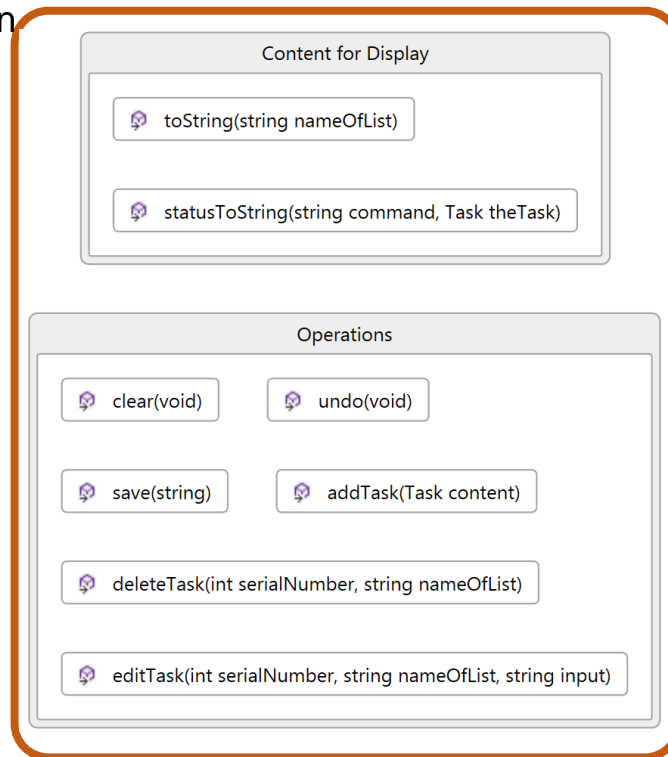 n
Content for Display
toString(string nameOfList)
statusToString(string command, Task theTask)
Operations
clear(void)
undo(void)
save(string)
addTask(Task content)
deleteTask(int serialNumber, string nameOfList)
editTask(int serialNumber, string nameOfList, string input)